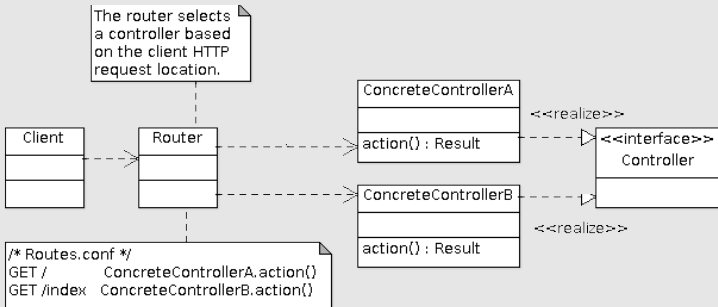 The router selects
a controller based
on the client HTTP
request location.
Client
Router
ConcreteControllerA
action() : Result
<<realize>>
<<interface>>
Controller
ConcreteControllerB
action() : Result
<<realize>>
/* Routes.conf */
GET / ConcreteControllerA.action()
GET /index ConcreteControllerB.action()